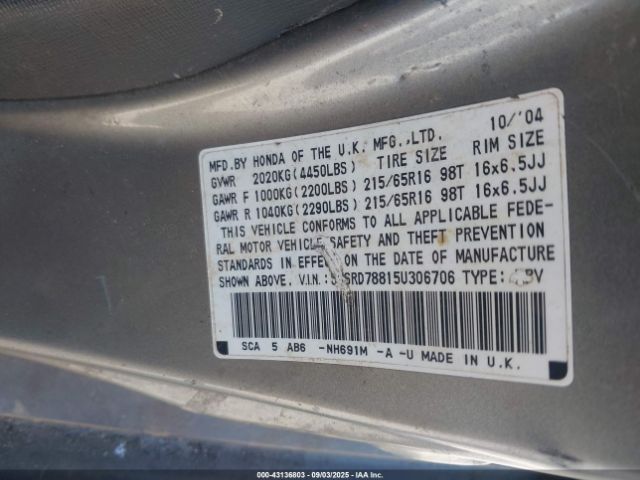 10/'04
MFD.BY HONDA OF THE U.K. MFG.,LTD.
GVWR 2020KG(4450LBS) TIRE SIZE RIM SIZE
GAWR F 1000KG(2200LBS) 215/65R16 98T 16x6.5JJ
GAWR R 1040KG(2290LBS) 215/65R16 98T 16x6.5JJ
THIS VEHICLE CONFORMS TO ALL APPLICABLE FEDE-
RAL MOTOR VEHICLE SAFETY AND THEFT PREVENTION
STANDARDS IN EFFECT ON THE DATE OF MANUFACTURE
SHOWN ABOVE. V.I.N.: TYPE:
SCA 5 AB6 -NH691M -A -U MADE IN U.K.
000-43136803 - 09/03/2025 - IAAI.COM